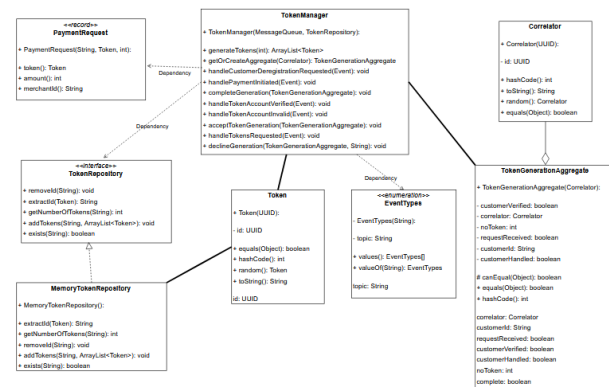 «record»
PaymentRequest
+ PaymentRequest(String, Token, int):
+ token(): Token
+ amount(): int
+ merchantId(): String
TokenManager
+ TokenManager(MessageQueue, TokenRepository):
+ generateTokens(int): ArrayList<Token>
+ getOrCreateAggregate(Correlator): TokenGenerationAggregate
+ handleCustomerDeregistrationRequested(Event): void
+ handlePaymentInitiated(Event): void
+ completeGeneration(TokenGenerationAggregate): void
+ handleTokenAccountVerified(Event): void
+ handleTokenAccountInvalid(Event): void
+ acceptTokenGeneration(TokenGenerationAggregate): void
+ handleTokensRequested(Event): void
+ declineGeneration(TokenGenerationAggregate, String): void
Correlator
+ Correlator(UUID):
- id: UUID
+ hashCode(): int
+ toString(): String
+ random(): Correlator
+ equals(Object): boolean
Dependency
Dependency
Dependency
«interface»
TokenRepository
+ removeId(String): void
+ extractId(Token): String
+ getNumberOfTokens(String): int
+ addTokens(String, ArrayList<Token>): void
+ exists(String): boolean
Token
+ Token(UUID):
- id: UUID
+ equals(Object): boolean
+ hashCode(): int
+ random(): Token
+ toString(): String
id: UUID
«enumeration»
EventTypes
- EventTypes(String):
- topic: String
+ values(): EventTypes[]
+ valueOf(String): EventTypes
topic: String
TokenGenerationAggregate
+ TokenGenerationAggregate(Correlator):
- customerVerified: boolean
- correlator: Correlator
- noToken: int
- requestReceived: boolean
- customerId: String
- customerHandled: boolean
# canEqual(Object): boolean
+ equals(Object): boolean
+ hashCode(): int
correlator: Correlator
customerId: String
requestReceived: boolean
customerVerified: boolean
customerHandled: boolean
noToken: int
complete: boolean
MemoryTokenRepository
+ MemoryTokenRepository():
+ extractId(Token): String
+ getNumberOfTokens(String): int
+ removeId(String): void
+ addTokens(String, ArrayList<Token>): void
+ exists(String): boolean